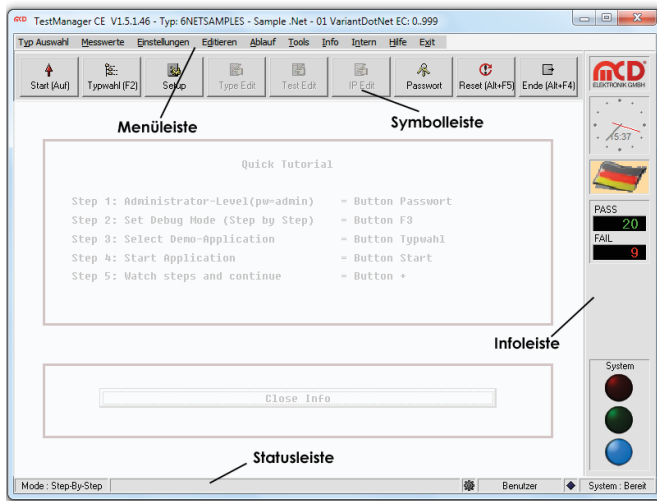 TestManager CE V1.5.1.46 - Typ: 6NETSAMPLES - Sample .Net - 01 VariantDotNet EC: 0..999
Typ Auswahl Messwerte Einstellungen Editieren Ablauf Tools Info Intern Hilfe Exit
Start (Auf) Typwahl (F2) Setup Type Edit Test Edit IP Edit Passwort Reset (Alt+F5) Ende (Alt+F4)
MCD
ELEKTRONIK GMBH
Menüleiste
Symbolleiste
15:37
Quick Tutorial
Step 1: Administrator-Level(pw=admin) = Button Passwort
Step 2: Set Debug Mode (Step by Step) = Button F3
Step 3: Select Demo-Application = Button Typwahl
Step 4: Start Application = Button Start
Step 5: Watch steps and continue = Button +
PASS
20
FAIL
9
Infoleiste
System
Close Info
Statusleiste
Mode : Step-By-Step Benutzer System : Bereit